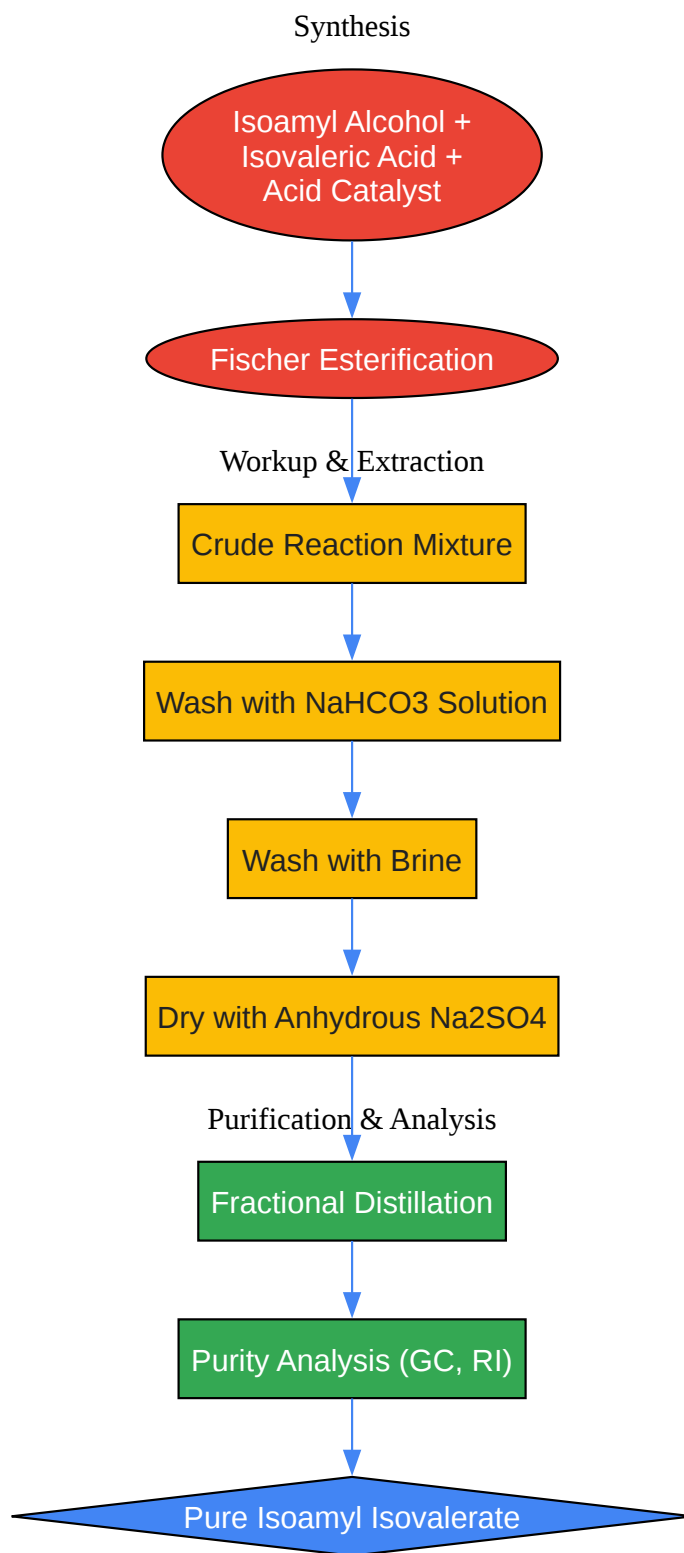 Synthesis
Isoamyl Alcohol +
Isovaleric Acid +
Acid Catalyst
Fischer Esterification
Workup & Extraction
Crude Reaction Mixture
Wash with NaHCO3 Solution
Wash with Brine
Dry with Anhydrous Na2SO4
Purification & Analysis
Fractional Distillation
Purity Analysis (GC, RI)
Pure Isoamyl Isovalerate